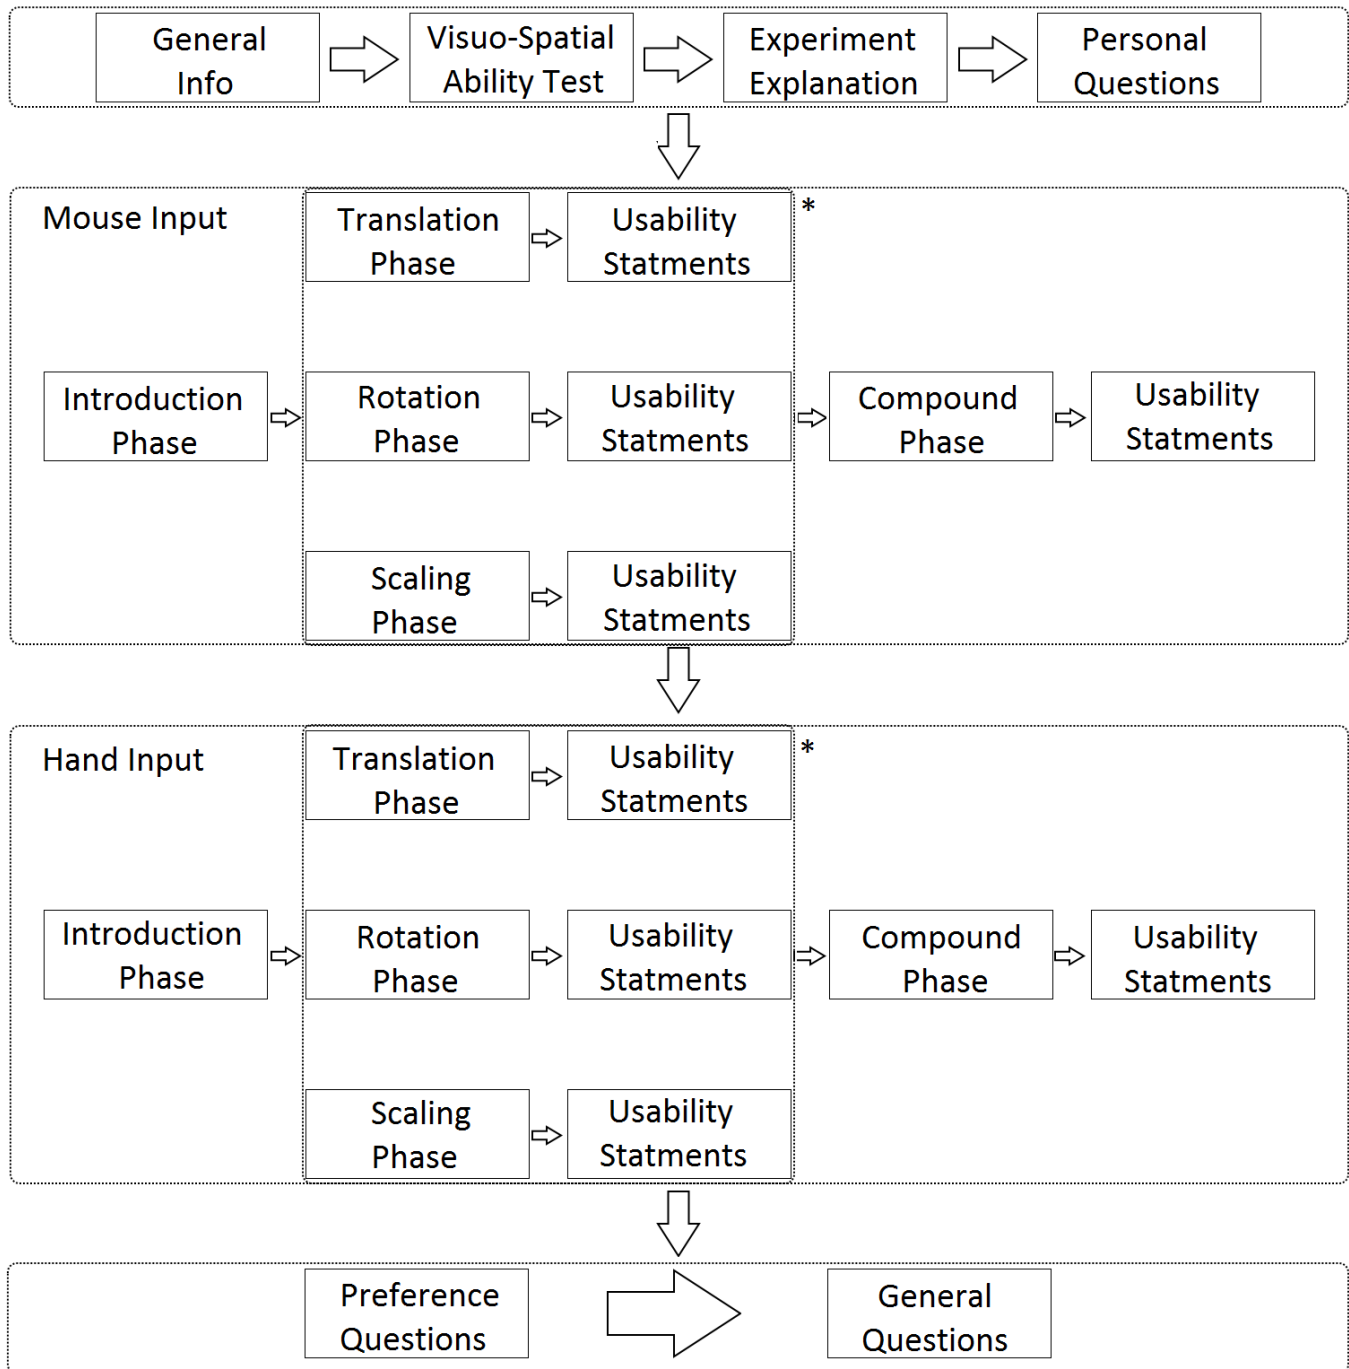 General
Info
Visuo-Spatial
Ability Test
Experiment
Explanation
Personal
Questions
Mouse Input
Translation
Phase
Usability
Statments
*
Introduction
Phase
Rotation
Phase
Usability
Statments
Compound
Phase
Usability
Statments
Scaling
Phase
Usability
Statments
Hand Input
Translation
Phase
Usability
Statments
*
Introduction
Phase
Rotation
Phase
Usability
Statments
Compound
Phase
Usability
Statments
Scaling
Phase
Usability
Statments
Preference
Questions
General
Questions